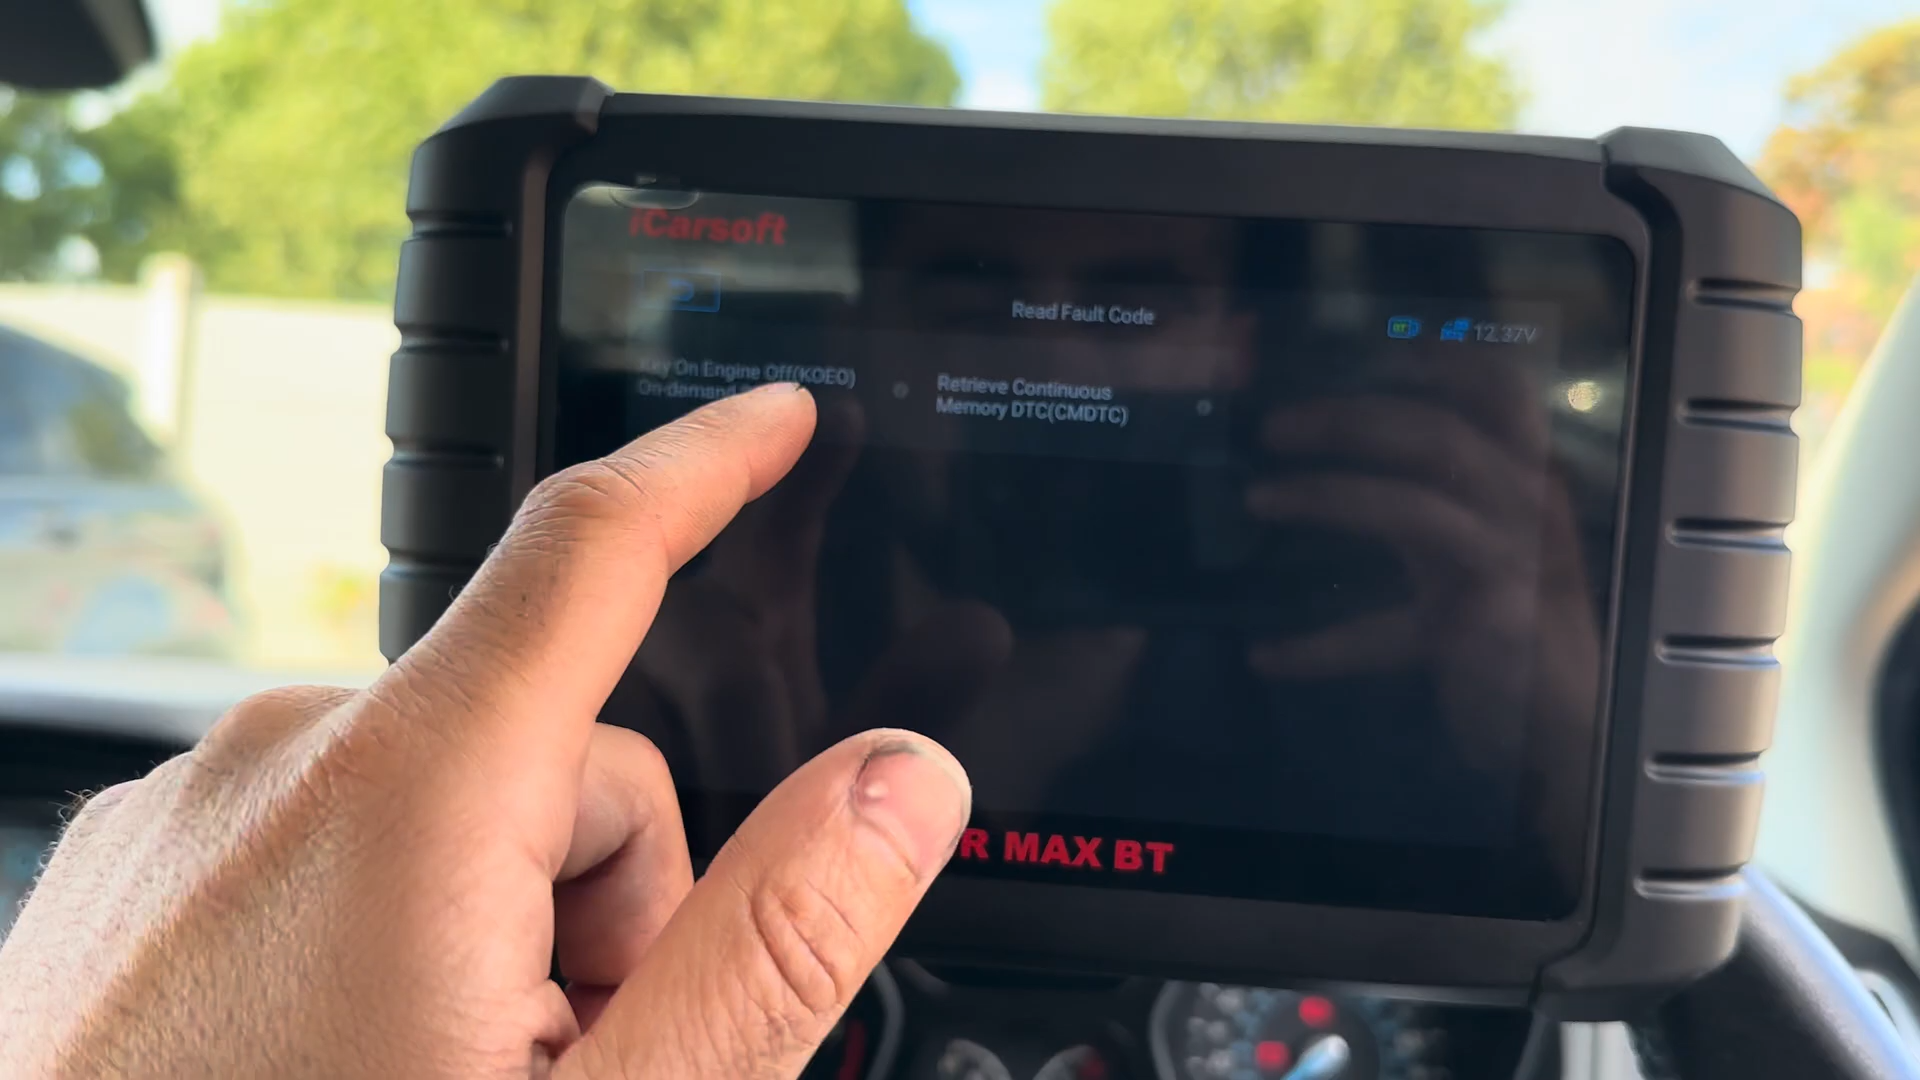 iCarsoft
Read Fault Code
12.37V
Key On Engine Off(KOEO)
On-demand
Retrieve Continuous
Memory DTC(CMDTC)
R MAX BT